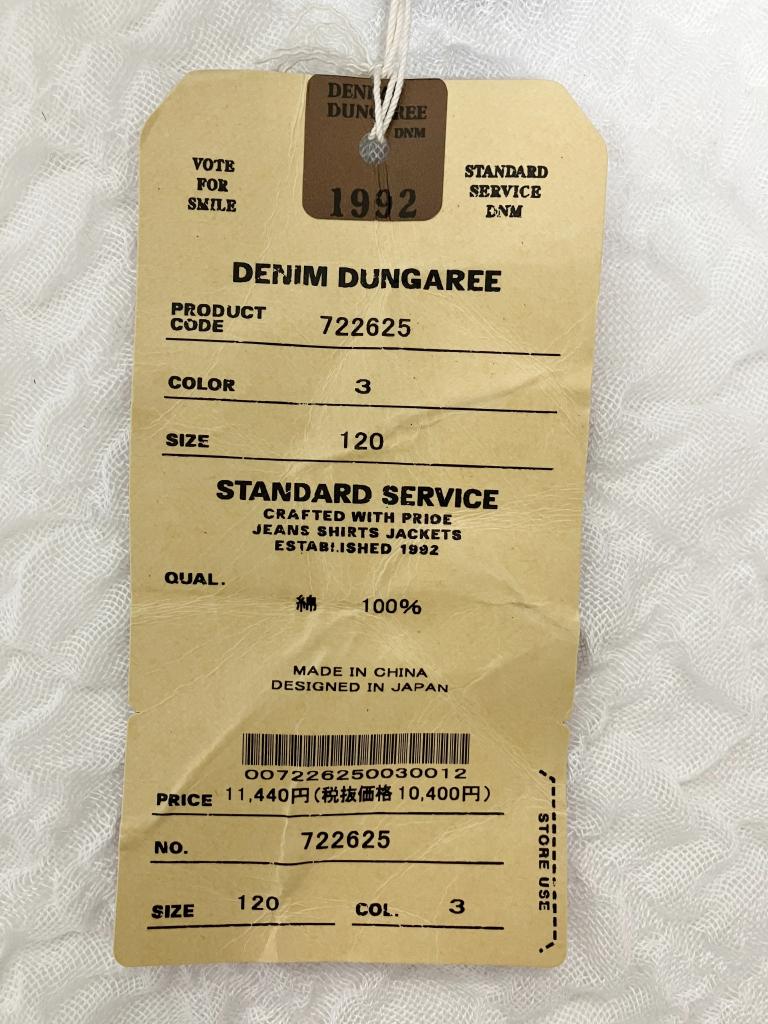 DENIM
DUNGAREE
DNM
1992
VOTE
FOR
SMILE
STANDARD
SERVICE
DNM
DENIM DUNGAREE
PRODUCT
CODE 722625
COLOR 3
SIZE 120
STANDARD SERVICE
CRAFTED WITH PRIDE
JEANS SHIRTS JACKETS
ESTABLISHED 1992
QUAL.
綿 100%
MADE IN CHINA
DESIGNED IN JAPAN
007226250030012
PRICE 11,440円(税抜価格 10,400円)
NO. 722625
SIZE 120 COL. 3
STORE USE